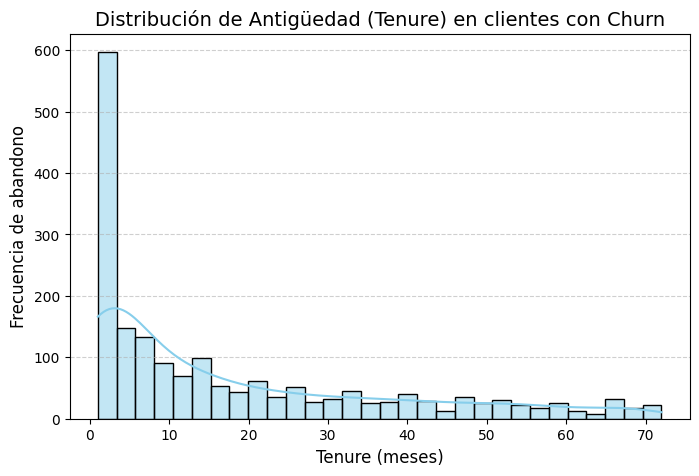 Distribución de Antigüedad (Tenure) en clientes con Churn
Frecuencia de abandono
600
500
400
300
200
100
0
0 10 20 30 40 50 60 70
Tenure (meses)